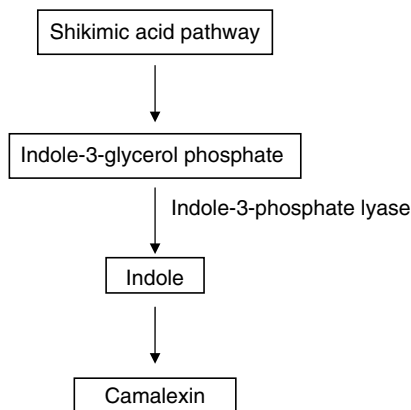 Shikimic acid pathway
Indole-3-glycerol phosphate
Indole-3-phosphate lyase
Indole
Camalexin